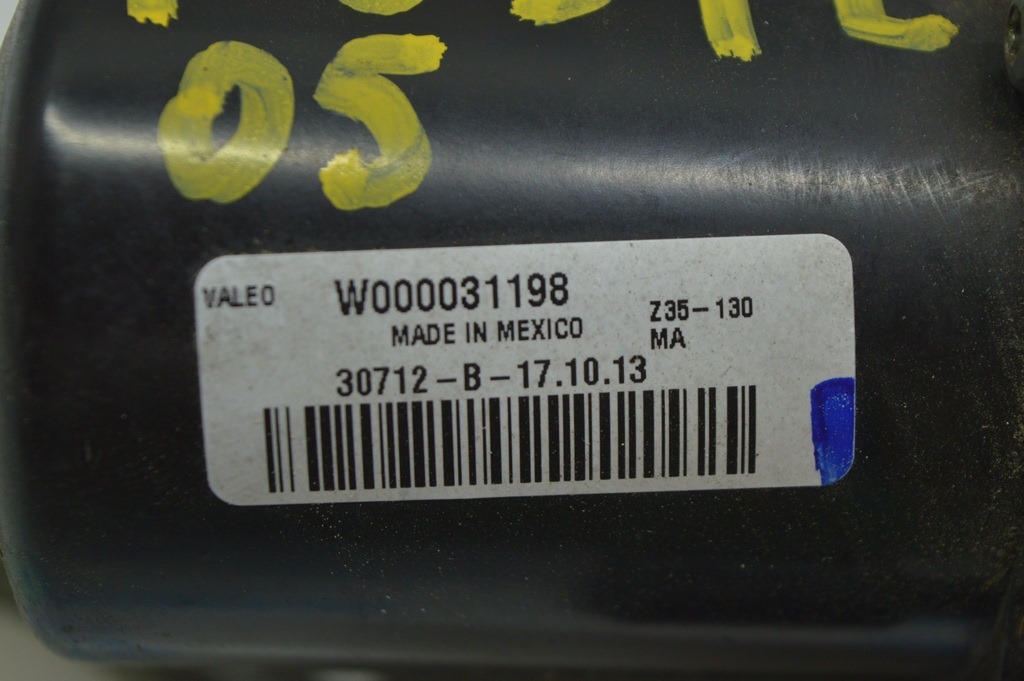 05
VALEO W000031198
MADE IN MEXICO Z35-130
MA
30712-B-17.10.13